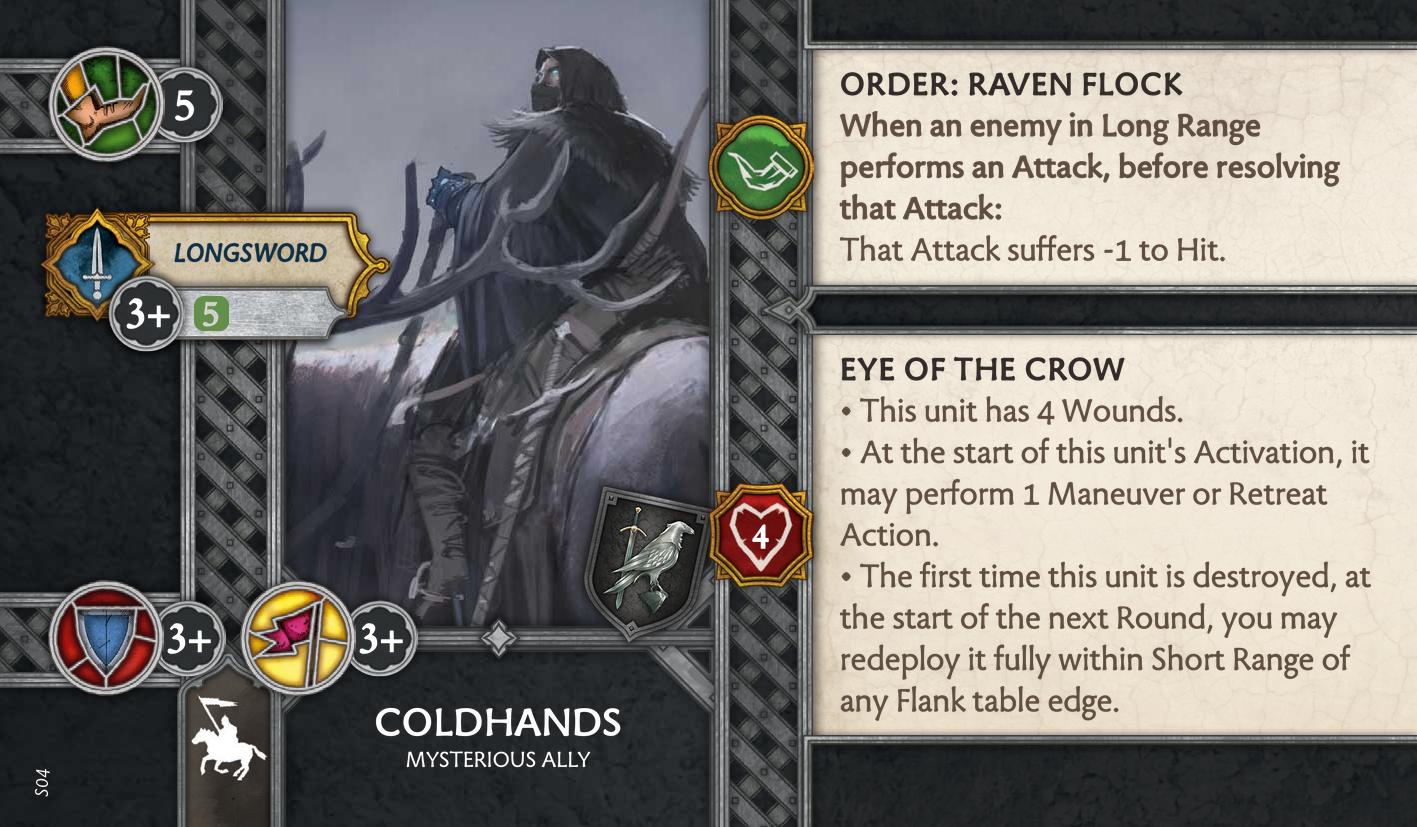 5
LONGSWORD
3+ 5
3+ 3+
COLDHANDS
MYSTERIOUS ALLY
S04
ORDER: RAVEN FLOCK
When an enemy in Long Range
performs an Attack, before resolving
that Attack:
That Attack suffers -1 to Hit.
4
EYE OF THE CROW
• This unit has 4 Wounds.
• At the start of this unit's Activation, it
may perform 1 Maneuver or Retreat
Action.
• The first time this unit is destroyed, at
the start of the next Round, you may
redeploy it fully within Short Range of
any Flank table edge.